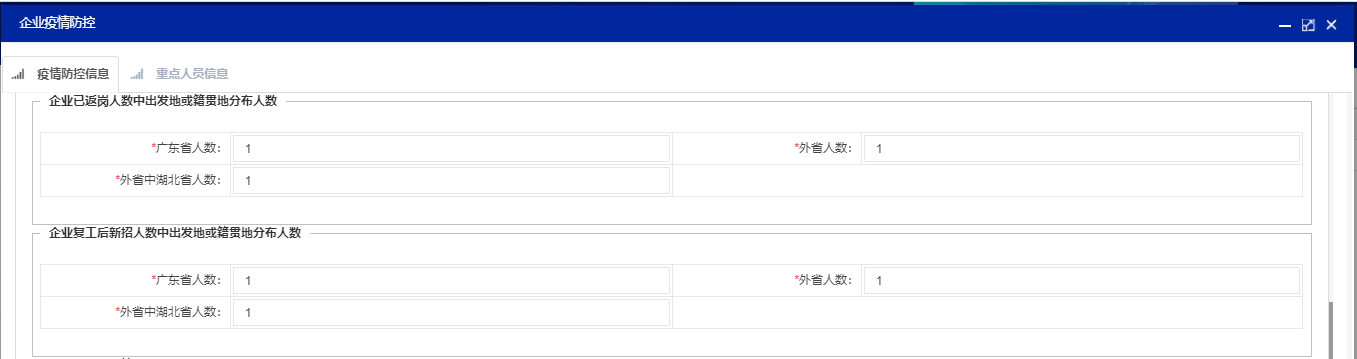 企业疫情防控
疫情防控信息 重点人员信息
企业已返岗人数中出发地或籍贯地分布人数
*广东省人数: 1 *外省人数: 1
*外省中湖北省人数: 1
企业复工后新招人数中出发地或籍贯地分布人数
*广东省人数: 1 *外省人数: 1
*外省中湖北省人数: 1